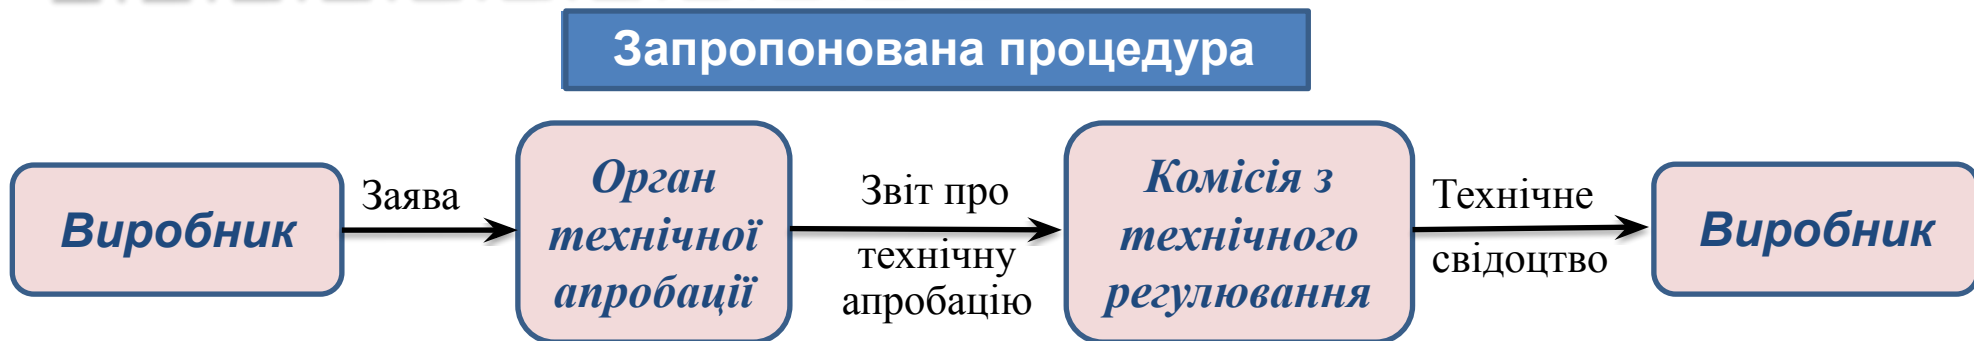 Запропонована процедура
Виробник
Заява
Орган
технічної
апробації
Звіт про
технічну
апробацію
Комісія з
технічного
регулювання
Технічне
свідоцтво
Виробник